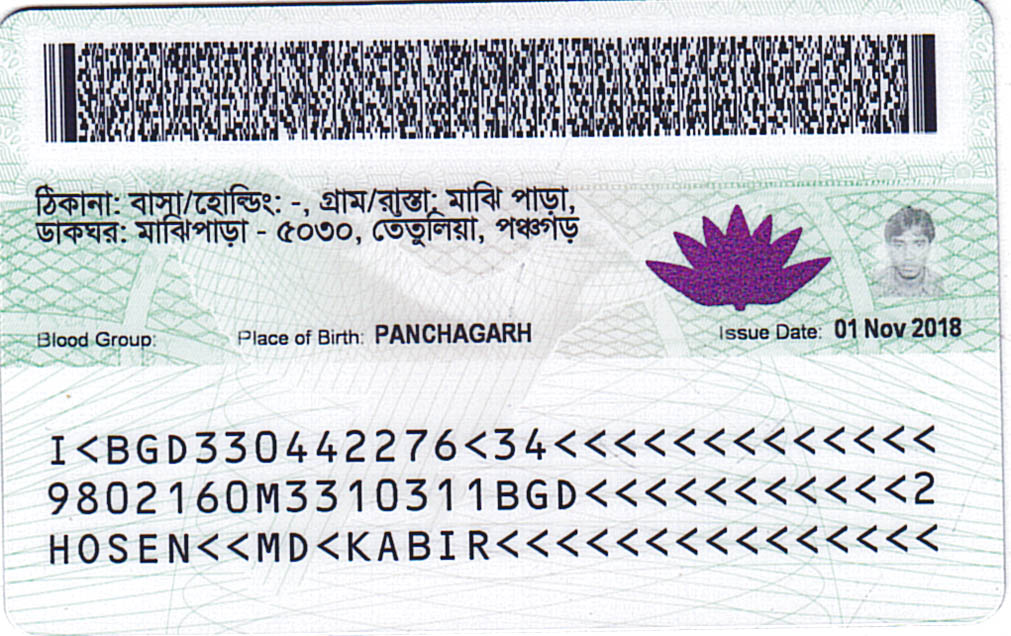 ঠিকানা: বাসা/হোল্ডিং: -, গ্রাম/রাস্তা: মাঝি পাড়া,
ডাকঘর: মাঝিপাড়া - ৫০৩০, তেতুলিয়া, পঞ্চগড়
Blood Group: Place of Birth: PANCHAGARH Issue Date: 01 Nov 2018
I<BGD330442276<34<<<<<<<<<<<<<
9802160M3310311BGD<<<<<<<<<<<2
HOSEN<<MD<KABIR<<<<<<<<<<<<<<<